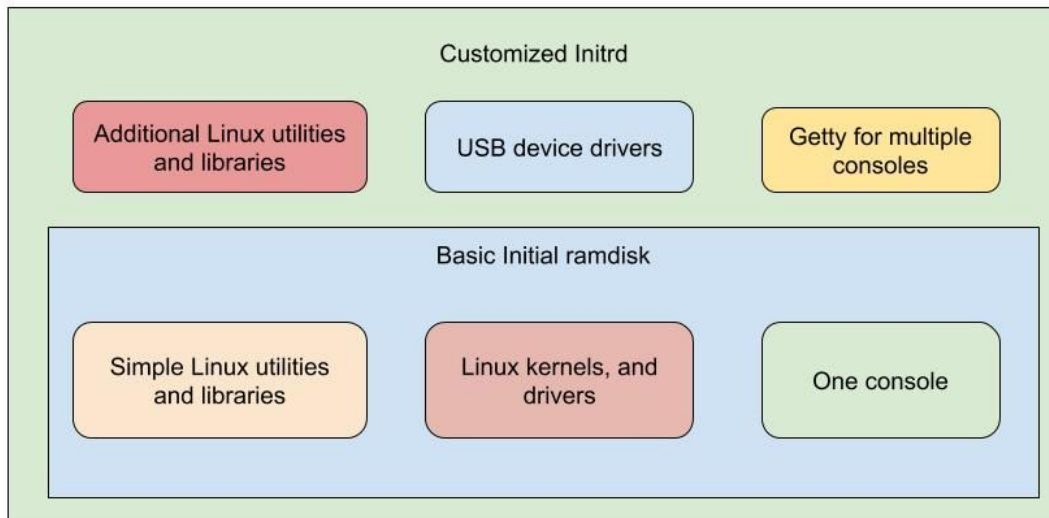 Customized Initrd
Additional Linux utilities
and libraries
USB device drivers
Getty for multiple
consoles
Basic Initial ramdisk
Simple Linux utilities
and libraries
Linux kernels, and
drivers
One console